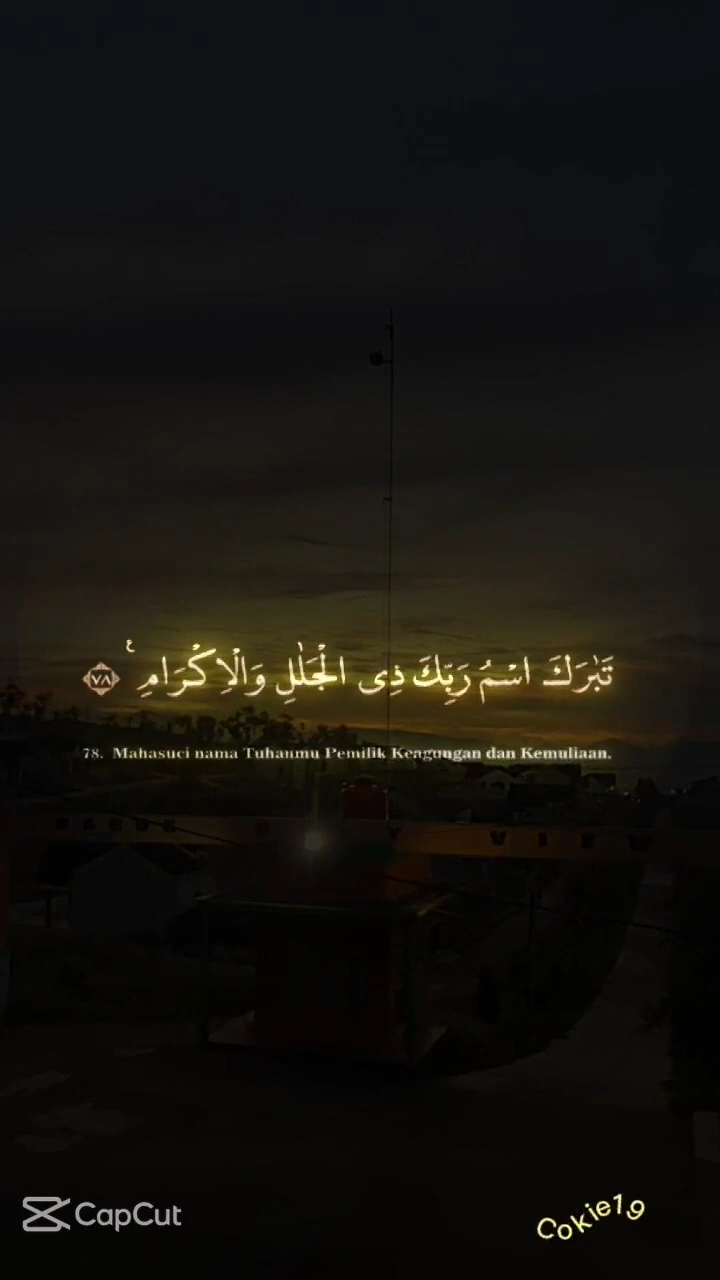 تَبٰرَكَ اسْمُ رَبِّكَ ذِى الْجَلٰلِ وَالْاِكْرَامِ ࣖ ٧٨
78. Mahasuci nama Tuhanmu Pemilik Keagungan dan Kemuliaan.
CapCut
Cokie19